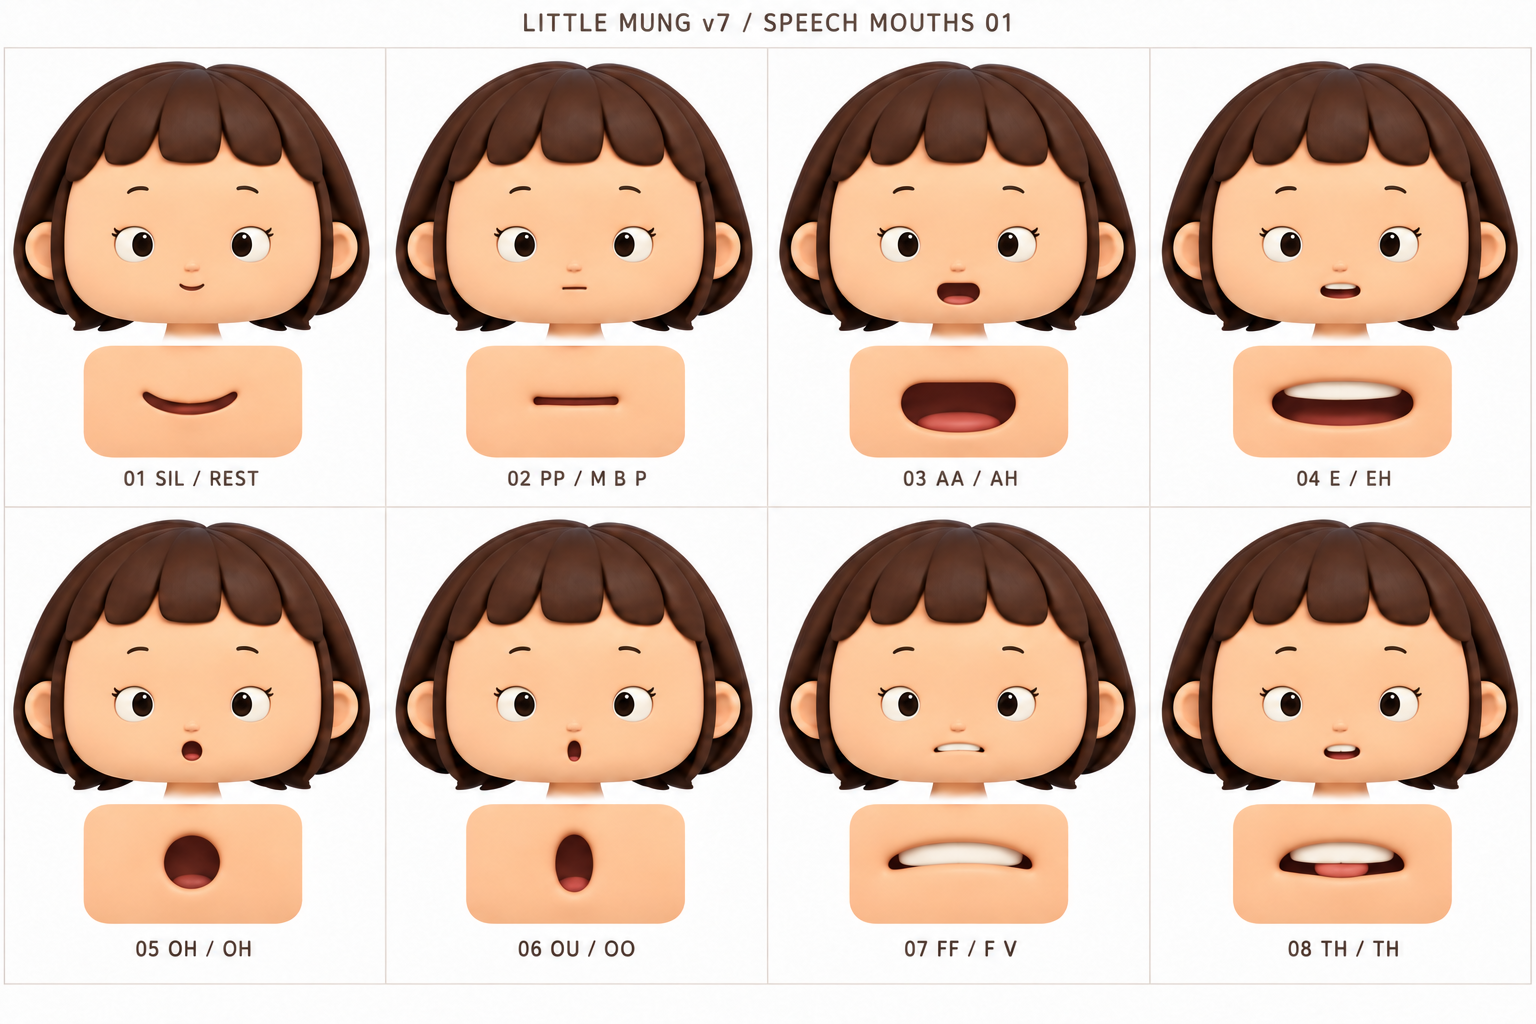 LITTLE MUNG v7 / SPEECH MOUTHS 01
01 SIL / REST
02 PP / M B P
03 AA / AH
04 E / EH
05 OH / OH
06 OU / OO
07 FF / F V
08 TH / TH